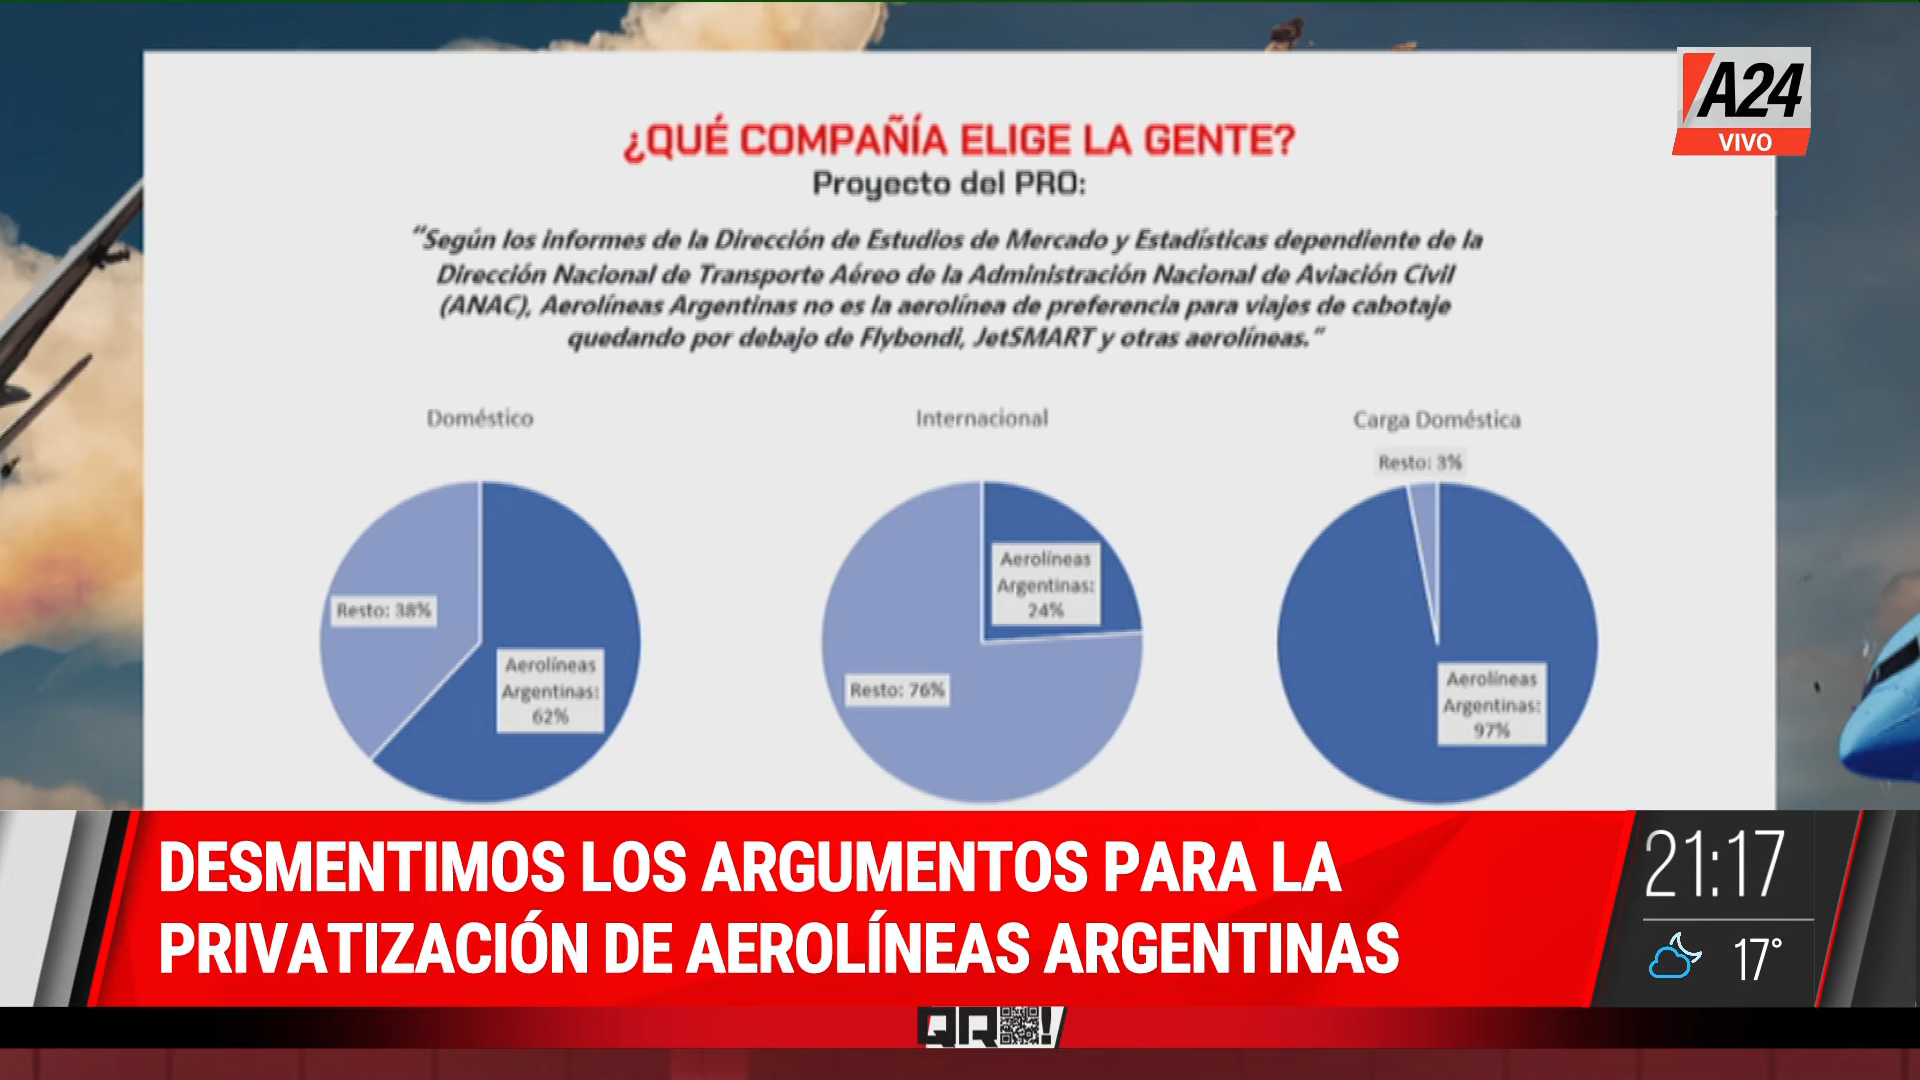 A24
VIVO
¿QUÉ COMPAÑÍA ELIGE LA GENTE?
Proyecto del PRO:
“Según los informes de la Dirección de Estudios de Mercado y Estadísticas dependiente de la
Dirección Nacional de Transporte Aéreo de la Administración Nacional de Aviación Civil
(ANAC), Aerolíneas Argentinas no es la aerolínea de preferencia para viajes de cabotaje
quedando por debajo de Flybondi, JetSMART y otras aerolíneas.”
Doméstico
Resto: 38%
Aerolíneas
Argentinas:
62%
Internacional
Aerolíneas
Argentinas:
24%
Resto: 76%
Carga Doméstica
Resto: 3%
Aerolíneas
Argentinas:
97%
DESMENTIMOS LOS ARGUMENTOS PARA LA
PRIVATIZACIÓN DE AEROLÍNEAS ARGENTINAS
21:17
17°
QR!